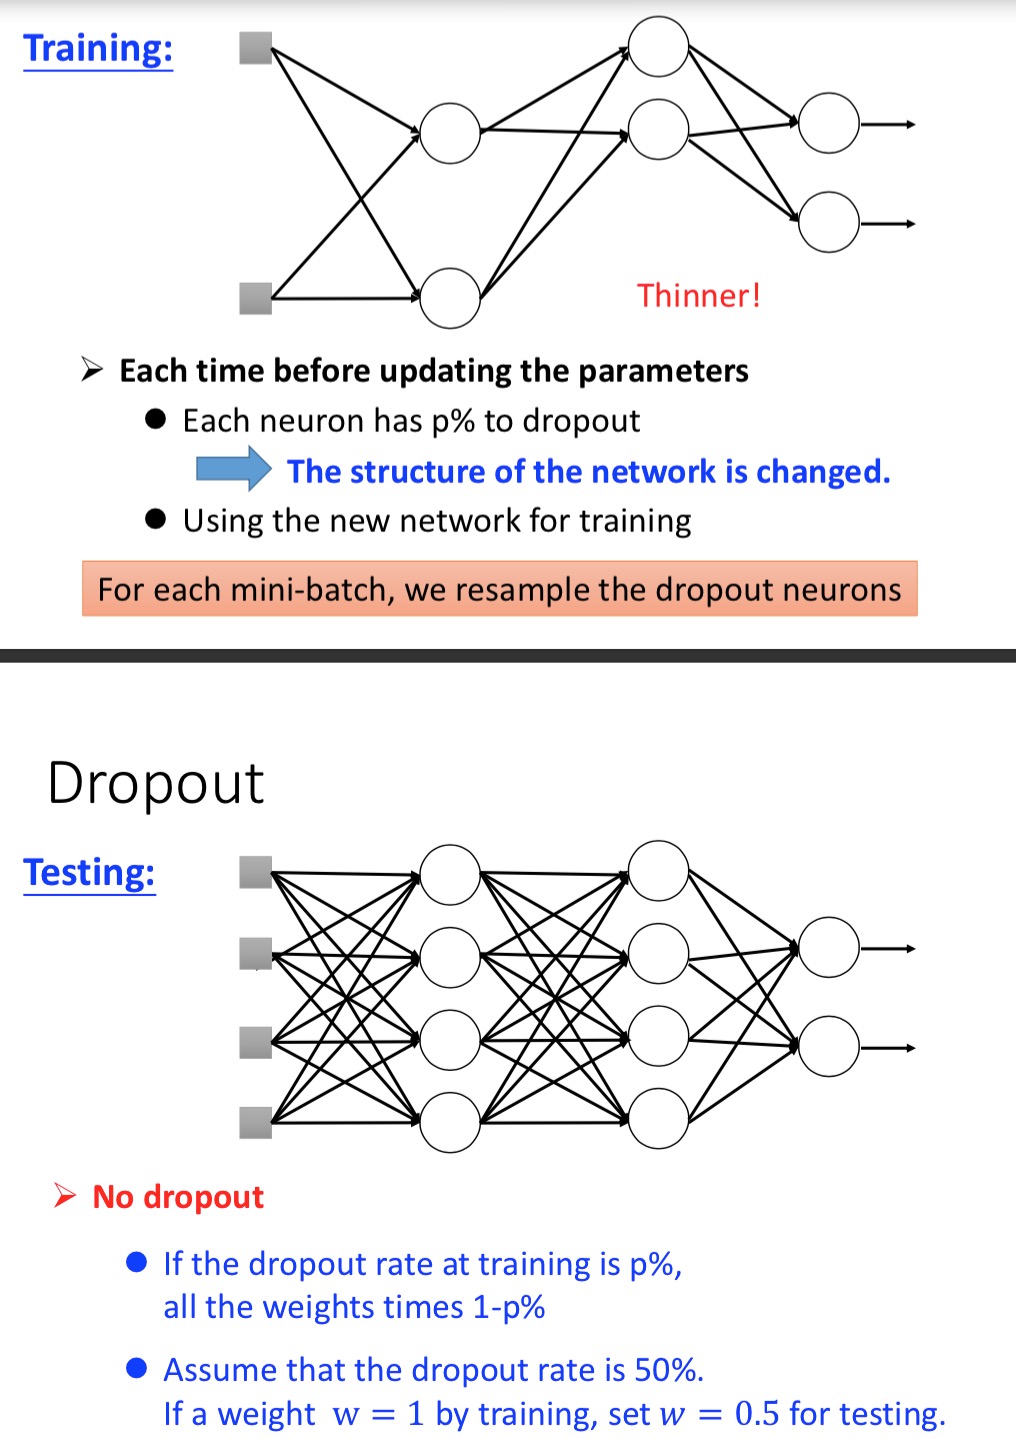 Training:
Thinner!
Each time before updating the parameters
Each neuron has p% to dropout
The structure of the network is changed.
Using the new network for training
For each mini-batch, we resample the dropout neurons
Dropout
Testing:
No dropout
If the dropout rate at training is p%,
all the weights times 1-p%
Assume that the dropout rate is 50%.
If a weight w = 1 by training, set w = 0.5 for testing.